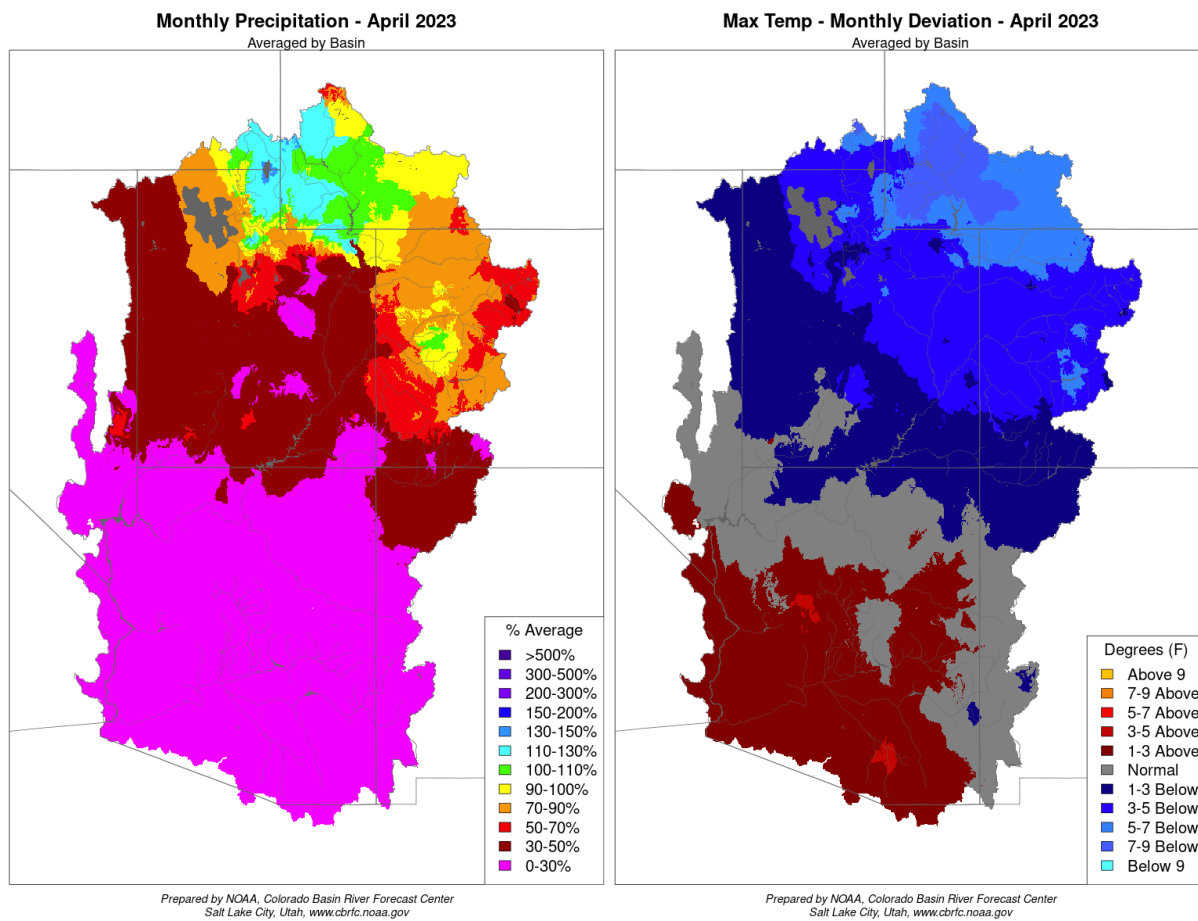 Monthly Precipitation - April 2023
Averaged by Basin
% Average
>500%
300-500%
200-300%
150-200%
130-150%
110-130%
100-110%
90-100%
70-90%
50-70%
30-50%
0-30%
Prepared by NOAA, Colorado Basin River Forecast Center
Salt Lake City, Utah, www.cbrfc.noaa.gov
Max Temp - Monthly Deviation - April 2023
Averaged by Basin
Degrees (F)
Above 9
7-9 Above
5-7 Above
3-5 Above
1-3 Above
Normal
1-3 Below
3-5 Below
5-7 Below
7-9 Below
Below 9
Prepared by NOAA, Colorado Basin River Forecast Center
Salt Lake City, Utah, www.cbrfc.noaa.gov